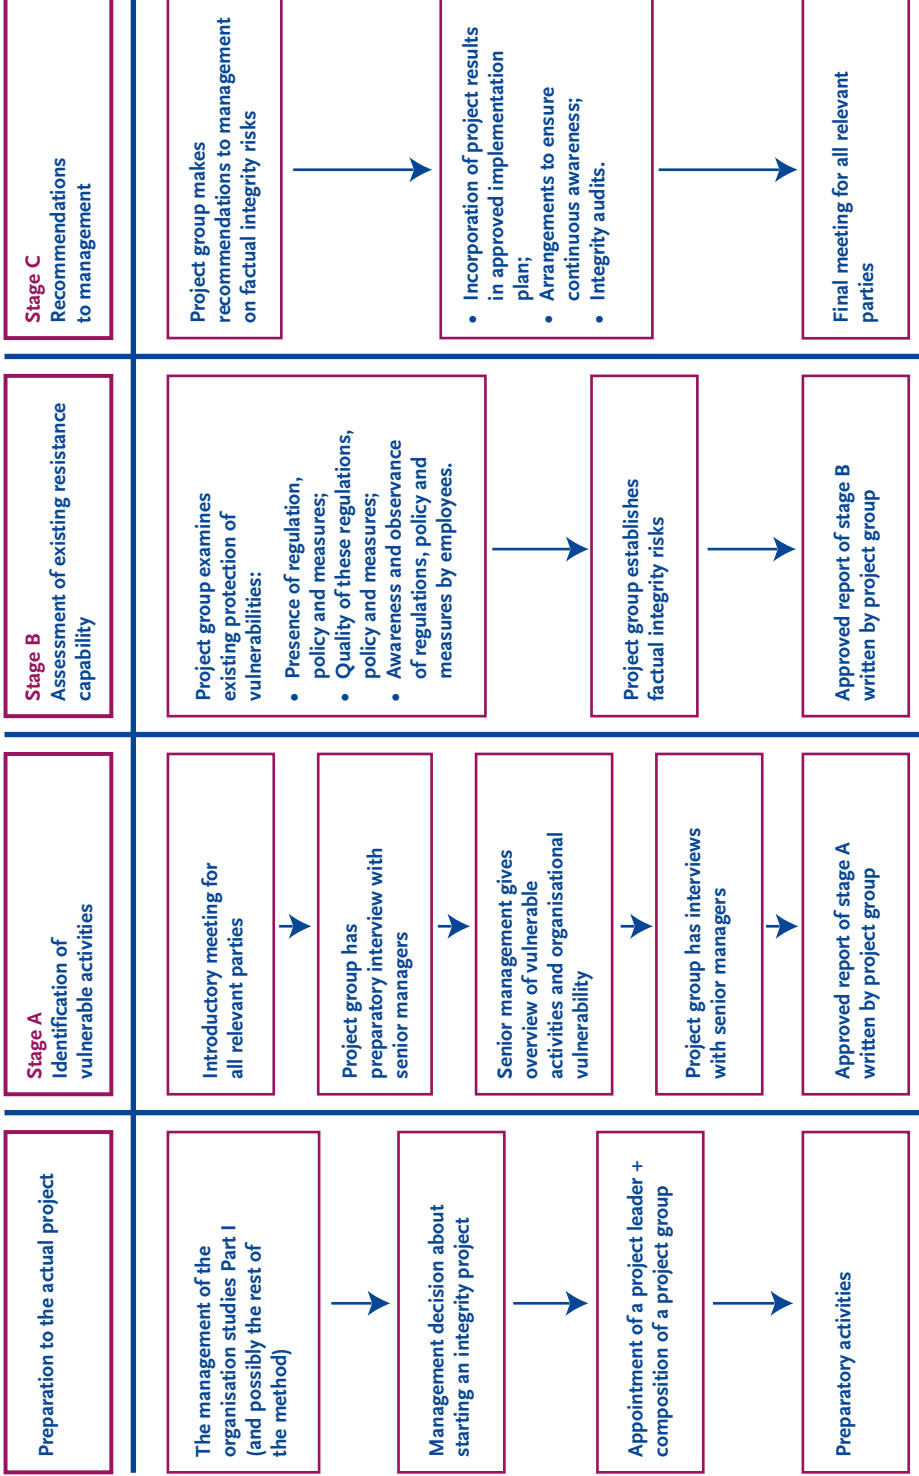 Preparation to the actual project
The management of the
organisation studies Part I
(and possibly the rest of
the method)
Management decision about
starting an integrity project
Appointment of a project leader +
composition of a project group
Preparatory activities
Stage A
Identification of
vulnerable activities
Introductory meeting for
all relevant parties
Project group has
preparatory interview with
senior managers
Senior management gives
overview of vulnerable
activities and organisational
vulnerability
Project group has interviews
with senior managers
Approved report of stage A
written by project group
Stage B
Assessment of existing resistance
capability
Project group examines
existing protection of
vulnerabilities:
• Presence of regulation,
policy and measures;
• Quality of these regulations,
policy and measures;
• Awareness and observance
of regulations, policy and
measures by employees.
Project group establishes
factual integrity risks
Approved report of stage B
written by project group
Stage C
Recommendations
to management
Project group makes
recommendations to management
on factual integrity risks
• Incorporation of project results
in approved implementation
plan;
• Arrangements to ensure
continuous awareness;
• Integrity audits.
Final meeting for all relevant
parties